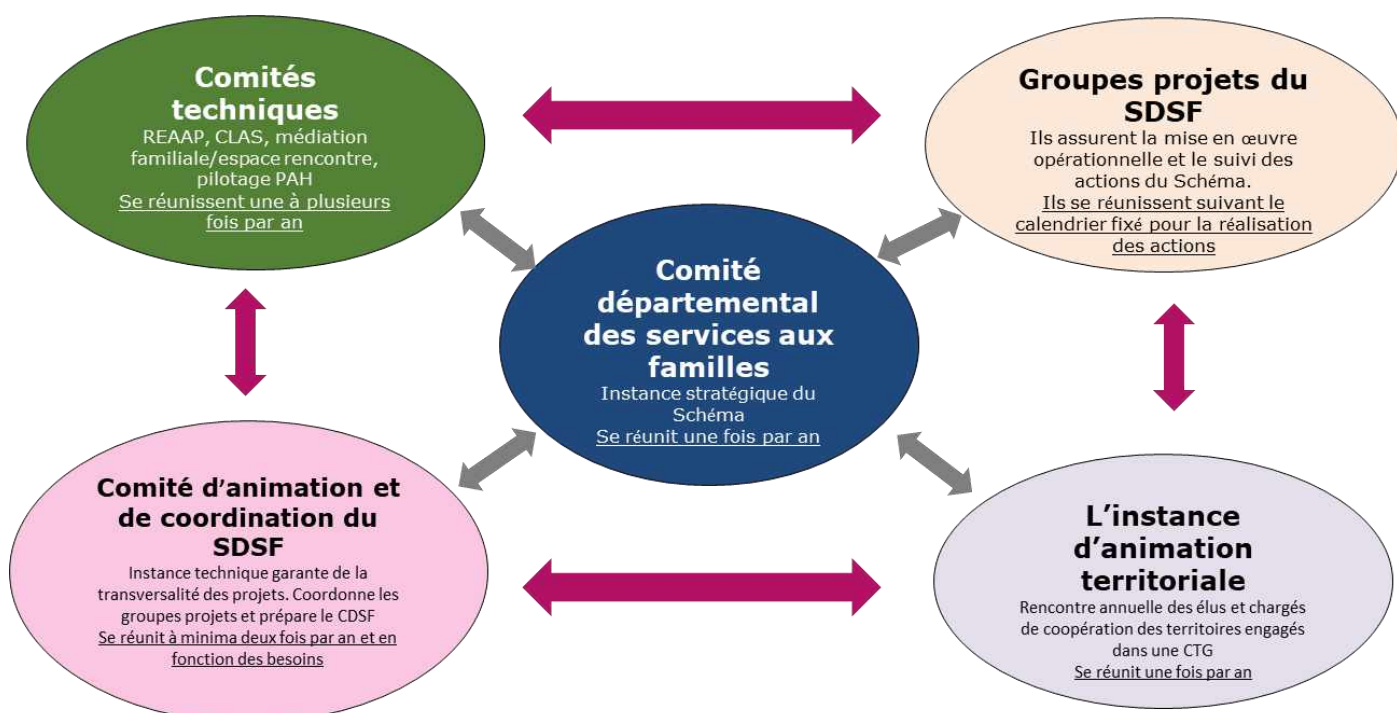 Comités
techniques
REAAP, CLAS, médiation
familiale/espace rencontre,
pilotage PAH
Se réunissent une à plusieurs
fois par an
Groupes projets du
SDSF
Ils assurent la mise en œuvre
opérationnelle et le suivi des
actions du Schéma.
Ils se réunissent suivant le
calendrier fixé pour la réalisation
des actions
Comité
départemental
des services aux
familles
Instance stratégique du
Schéma
Se réunit une fois par an
Comité d'animation et
de coordination du
SDSF
Instance technique garante de la
transversalité des projets. Coordonne les
groupes projets et prépare le CDSF
Se réunit à minima deux fois par an et en
fonction des besoins
L'instance
d'animation
territoriale
Rencontre annuelle des élus et chargés
de coopération des territoires engagés
dans une CTG
Se réunit une fois par an